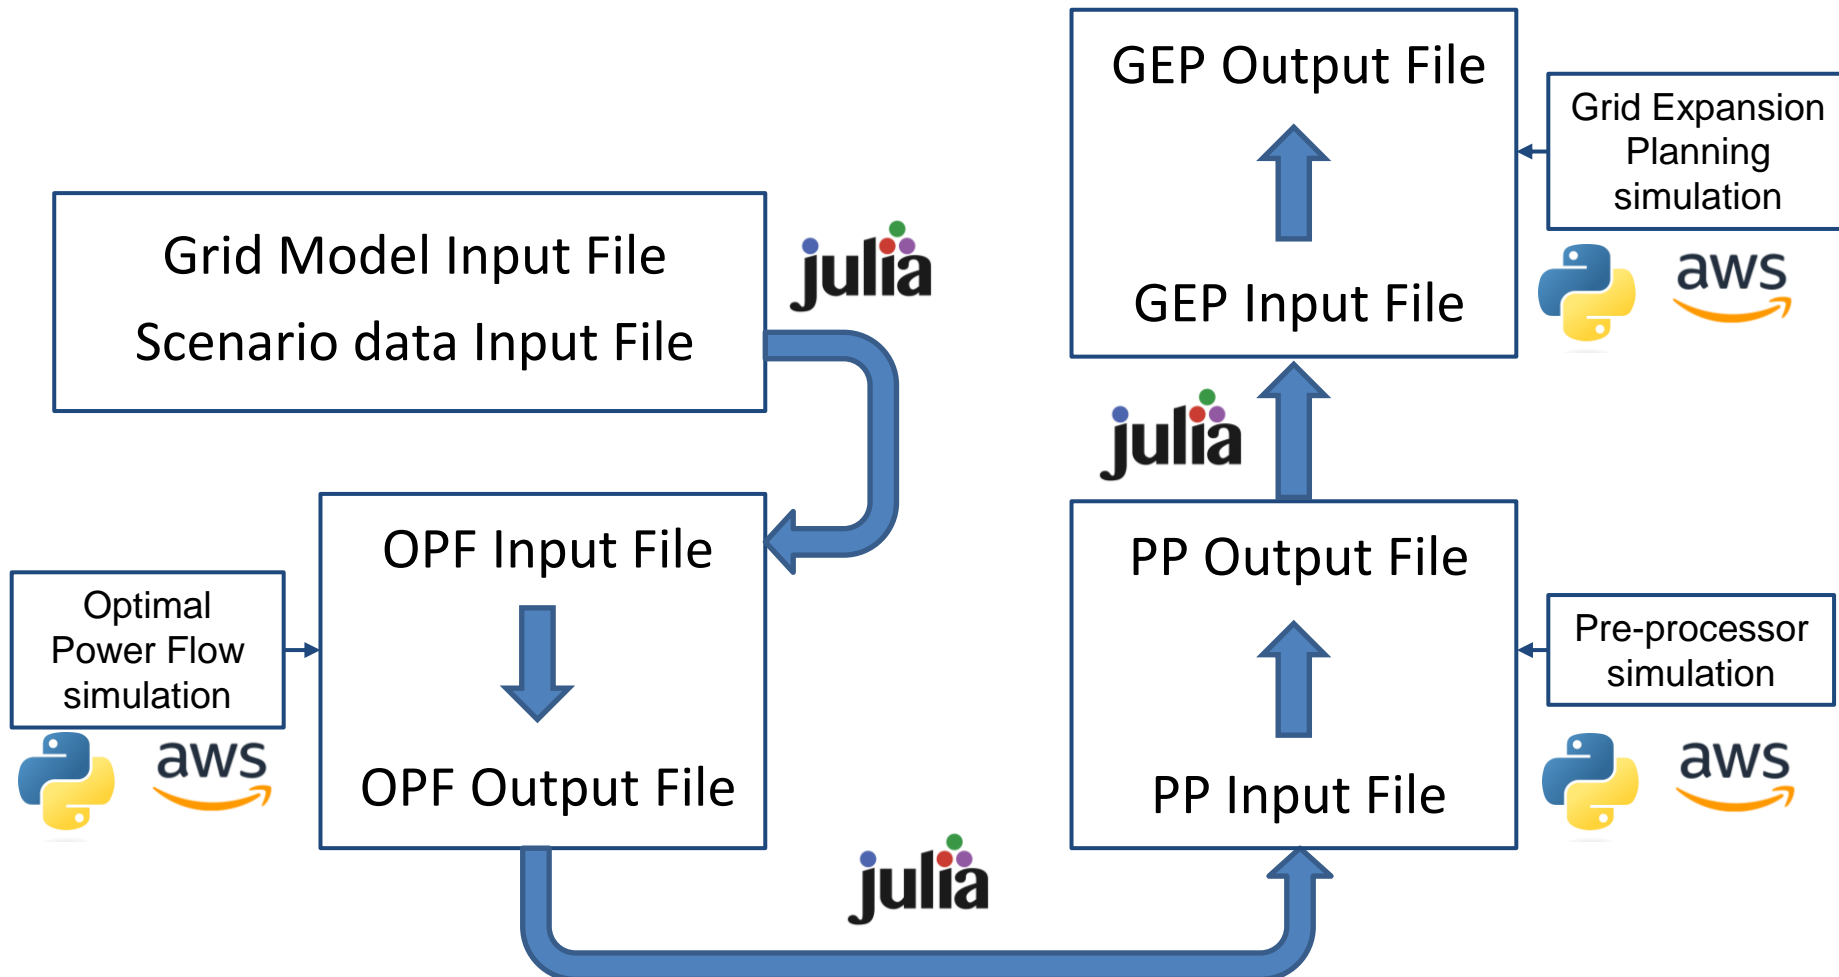 Grid Model Input File
Scenario data Input File
julia
OPF Input File
OPF Output File
Optimal
Power Flow
simulation
aws
julia
PP Output File
PP Input File
Pre-processor
simulation
aws
julia
GEP Output File
GEP Input File
Grid Expansion
Planning
simulation
aws